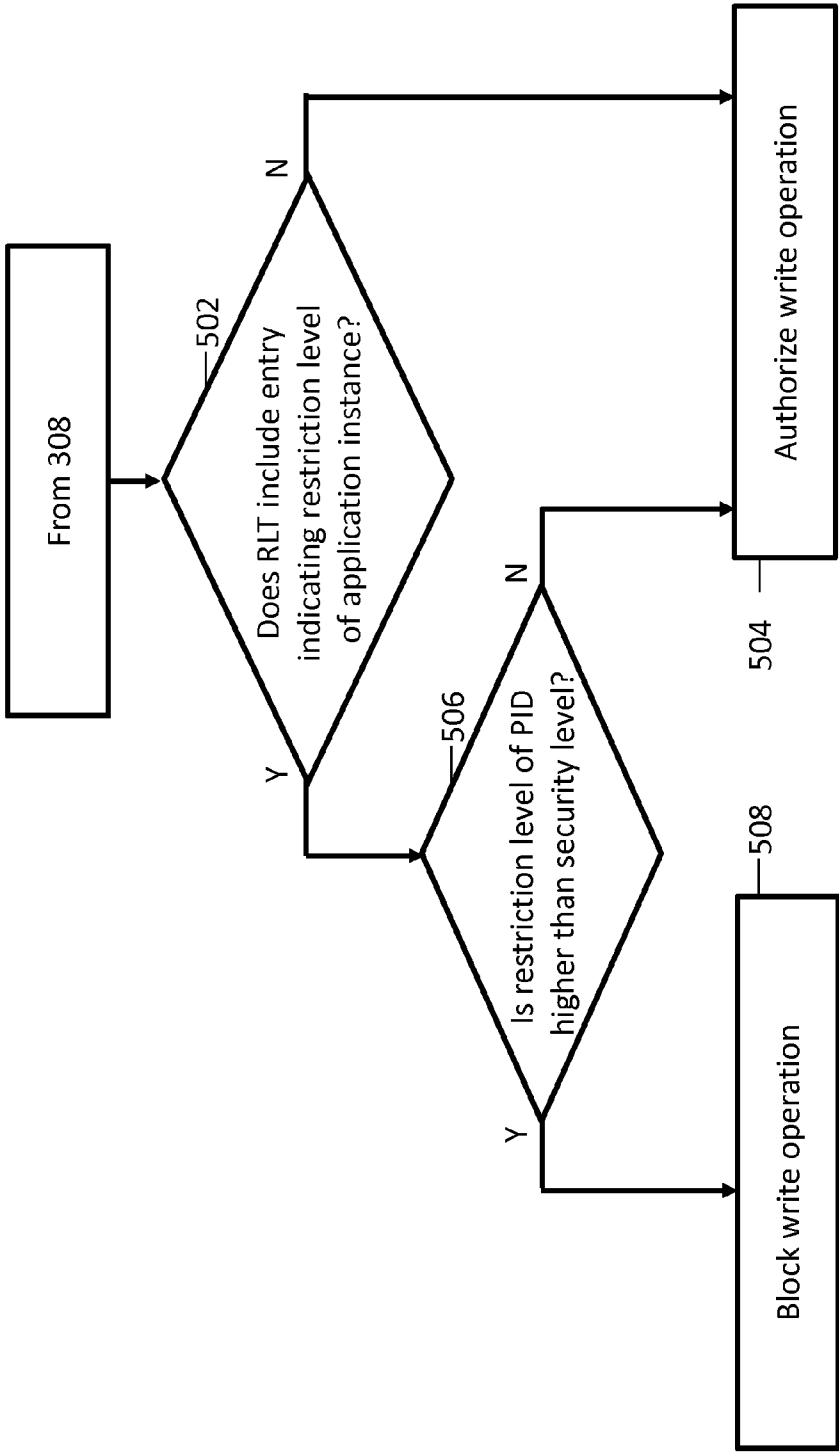 From 308
502
Does RLT include entry
indicating restriction level
of application instance?
Y
N
506
Is restriction level of PID
higher than security level?
Y
N
508
Block write operation
504
Authorize write operation